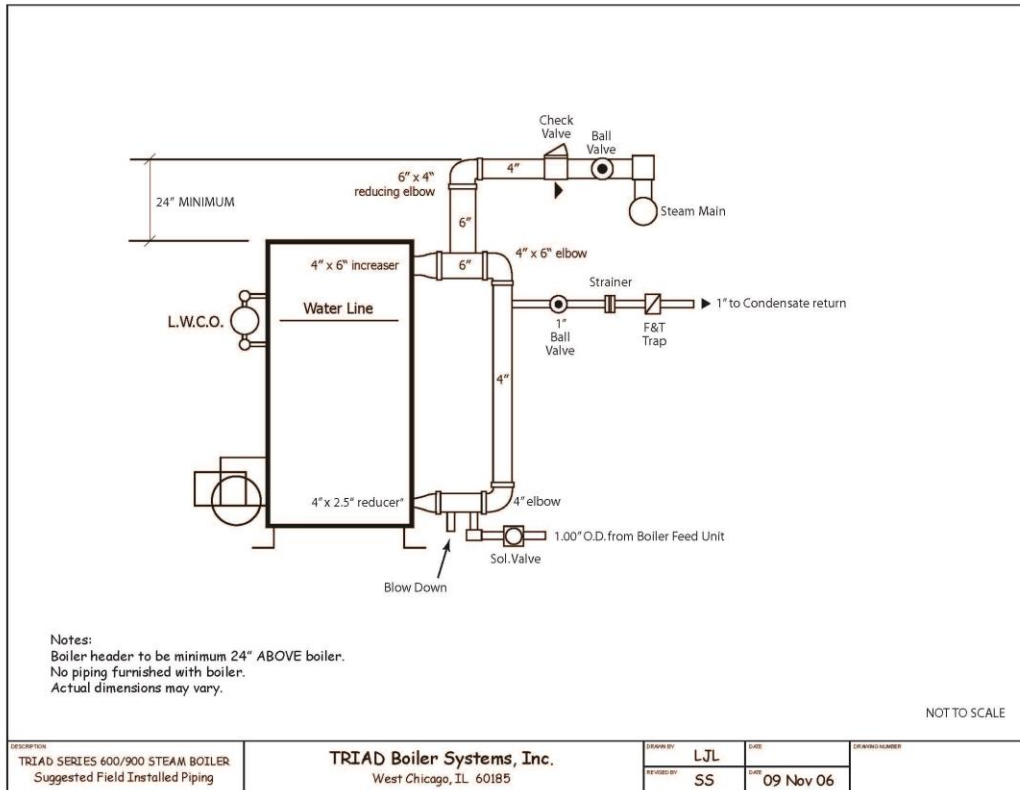 Check
Valve
Ball
Valve
4"
6" x 4"
reducing elbow
24" MINIMUM
Steam Main
6"
4" x 6" increaser
6"
4" x 6" elbow
Strainer
Water Line
1" to Condensate return
L.W.C.O.
1"
Ball
Valve
F&T
Trap
4"
4" x 2.5" reducer"
4" elbow
1.00" O.D. from Boiler Feed Unit
Sol. Valve
Blow Down
Notes:
Boiler header to be minimum 24" ABOVE boiler.
No piping furnished with boiler.
Actual dimensions may vary.
NOT TO SCALE
DESCRIPTION
TRIAD SERIES 600/900 STEAM BOILER
Suggested Field Installed Piping
TRIAD Boiler Systems, Inc.
West Chicago, IL 60185
DRAWN BY
LJL
DATE
REVISED BY
SS
DATE
09 Nov 06
DRAWING NUMBER